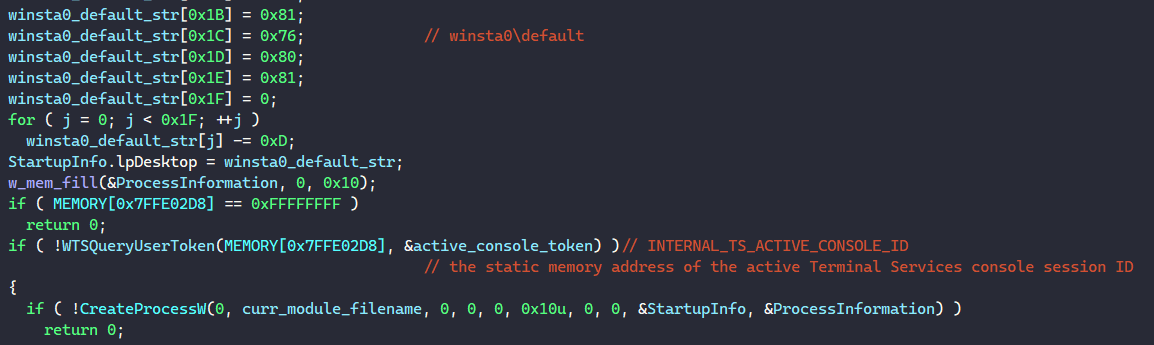 winsta0_default_str[0x1B] = 0x81;
winsta0_default_str[0x1C] = 0x76; // winsta0\default
winsta0_default_str[0x1D] = 0x80;
winsta0_default_str[0x1E] = 0x81;
winsta0_default_str[0x1F] = 0;
for ( j = 0; j < 0x1F; ++j )
winsta0_default_str[j] -= 0xD;
StartupInfo.lpDesktop = winsta0_default_str;
w_mem_fill(&ProcessInformation, 0, 0x10);
if ( MEMORY[0x7FFE02D8] == 0xFFFFFFFF )
return 0;
if ( !WTSQueryUserToken(MEMORY[0x7FFE02D8], &active_console_token) )// INTERNAL_TS_ACTIVE_CONSOLE_ID
// the static memory address of the active Terminal Services console session ID
{
if ( !CreateProcessW(0, curr_module_filename, 0, 0, 0, 0x10u, 0, 0, &StartupInfo, &ProcessInformation) )
return 0;